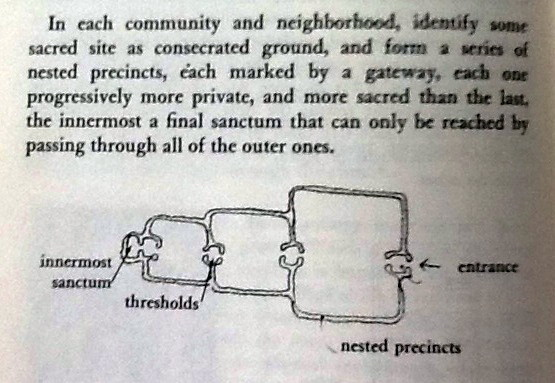 In each community and neighborhood, identify some
sacred site as consecrated ground, and form a series of
nested precincts, each marked by a gateway, each one
progressively more private, and more sacred than the last,
the innermost a final sanctum that can only be reached by
passing through all of the outer ones.
innermost
sanctum
thresholds
entrance
nested precincts